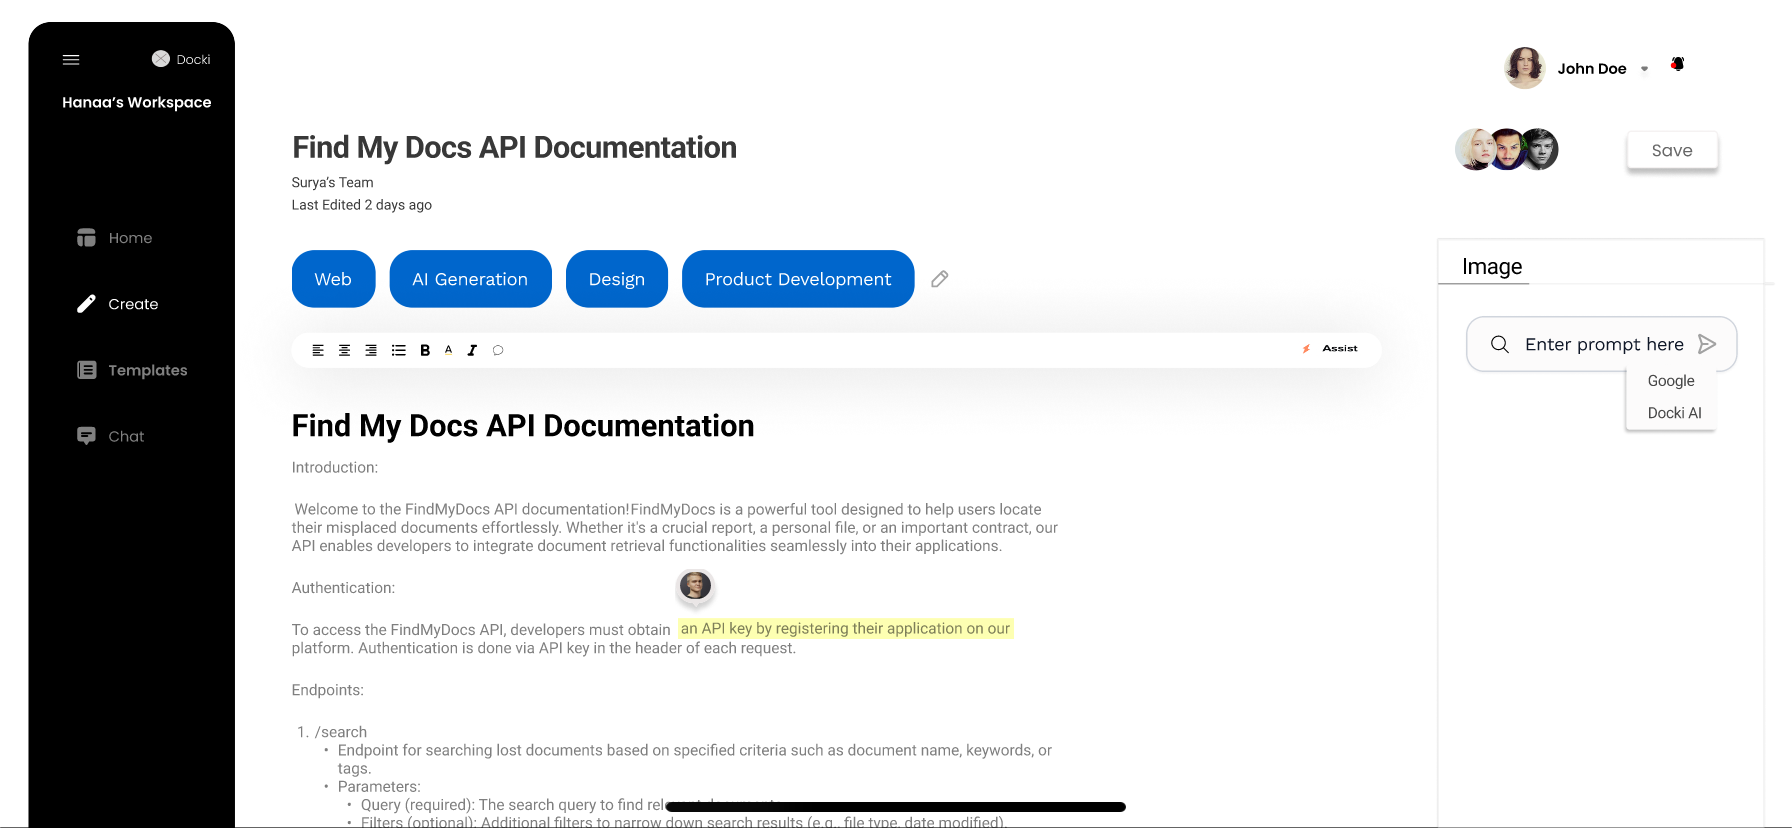 Docki
Hanaa's Workspace
Home
Create
Templates
Chat
John Doe
Find My Docs API Documentation
Surya's Team
Last Edited 2 days ago
Save
Web
AI Generation
Design
Product Development
B
A
I
Assist
Image
Enter prompt here
Google
Docki AI
Find My Docs API Documentation
Introduction:
Welcome to the FindMyDocs API documentation!FindMyDocs is a powerful tool designed to help users locate
their misplaced documents effortlessly. Whether it's a crucial report, a personal file, or an important contract, our
API enables developers to integrate document retrieval functionalities seamlessly into their applications.
Authentication:
To access the FindMyDocs API, developers must obtain an API key by registering their application on our
platform. Authentication is done via API key in the header of each request.
Endpoints:
1. /search
• Endpoint for searching lost documents based on specified criteria such as document name, keywords, or
tags.
• Parameters:
• Query (required): The search query to find
• Filters (optional): Additional filters to narrow down search results (e.g., file type, date modified).